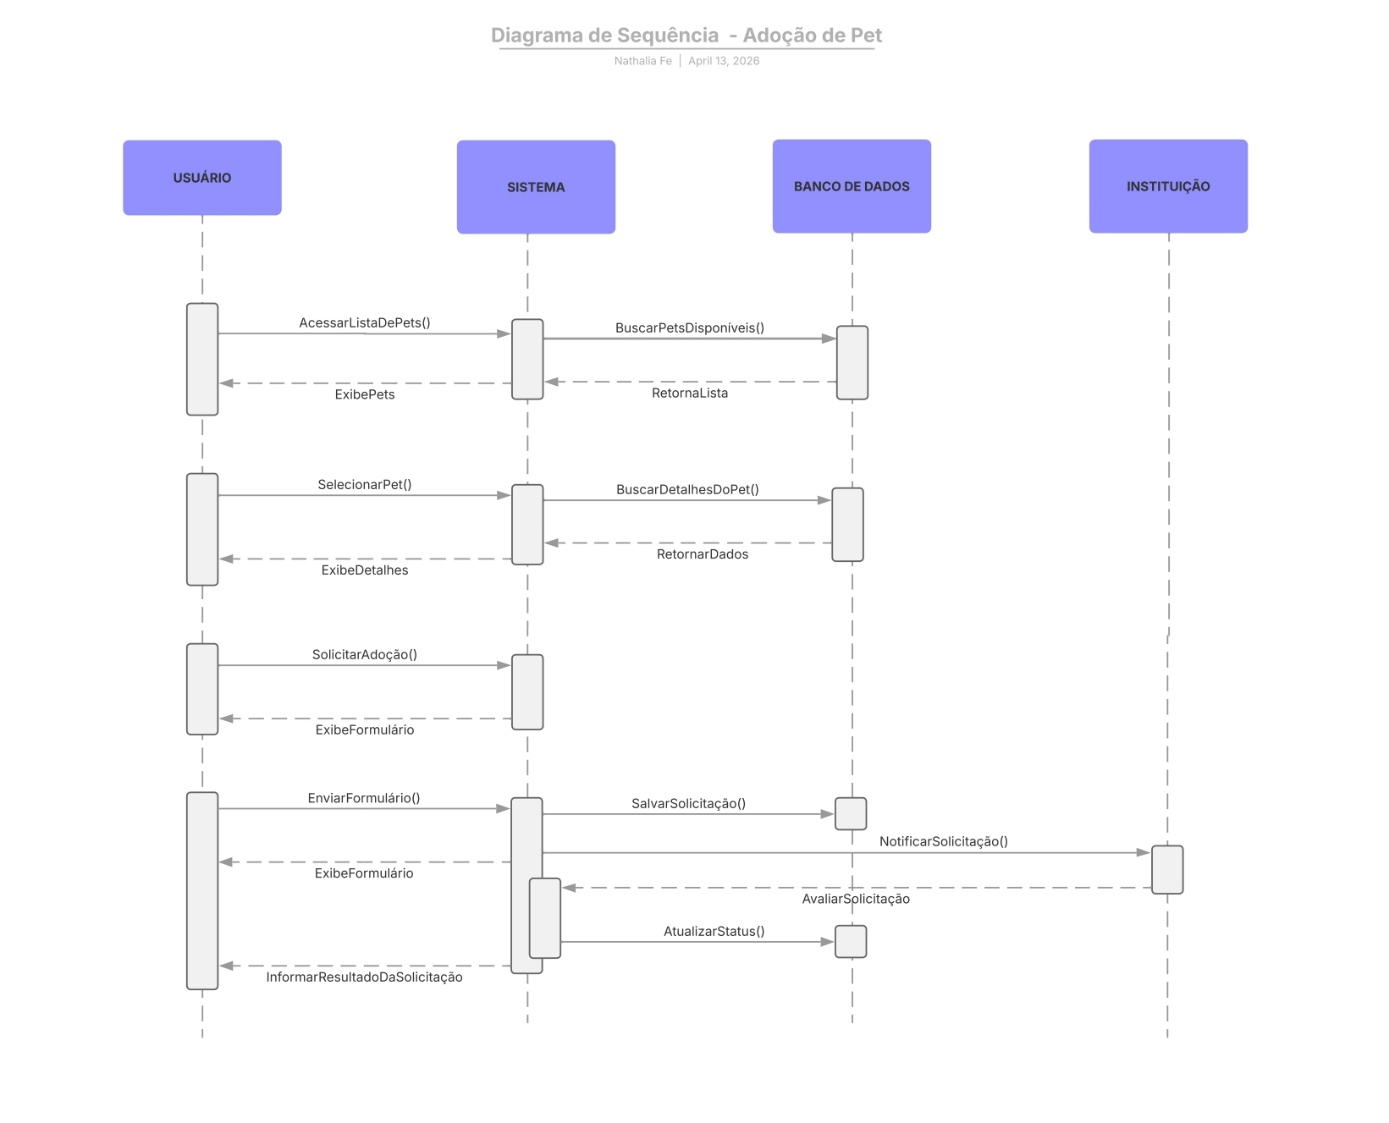 Diagrama de Sequência - Adoção de Pet
Nathalia Fe | April 13, 2026
USUÁRIO
SISTEMA
BANCO DE DADOS
INSTITUIÇÃO
AcessarListaDePets()
BuscarPetsDisponíveis()
ExibePets
RetornaLista
SelecionarPet()
BuscarDetalhesDoPet()
RetornarDados
ExibeDetalhes
SolicitarAdoção()
ExibeFormulário
EnviarFormulário()
SalvarSolicitação()
NotificarSolicitação()
ExibeFormulário
AvaliarSolicitação
AtualizarStatus()
InformarResultadoDaSolicitação